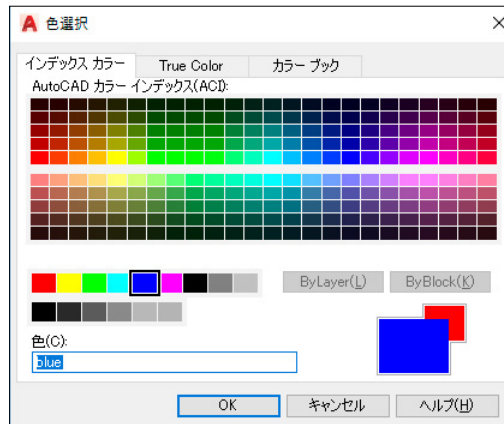 A 色選択
インデックス カラー True Color カラー ブック
AutoCAD カラー インデックス(ACI):
ByLayer(L) ByBlock(K)
色(C):
blue
OK キャンセル ヘルプ(H)